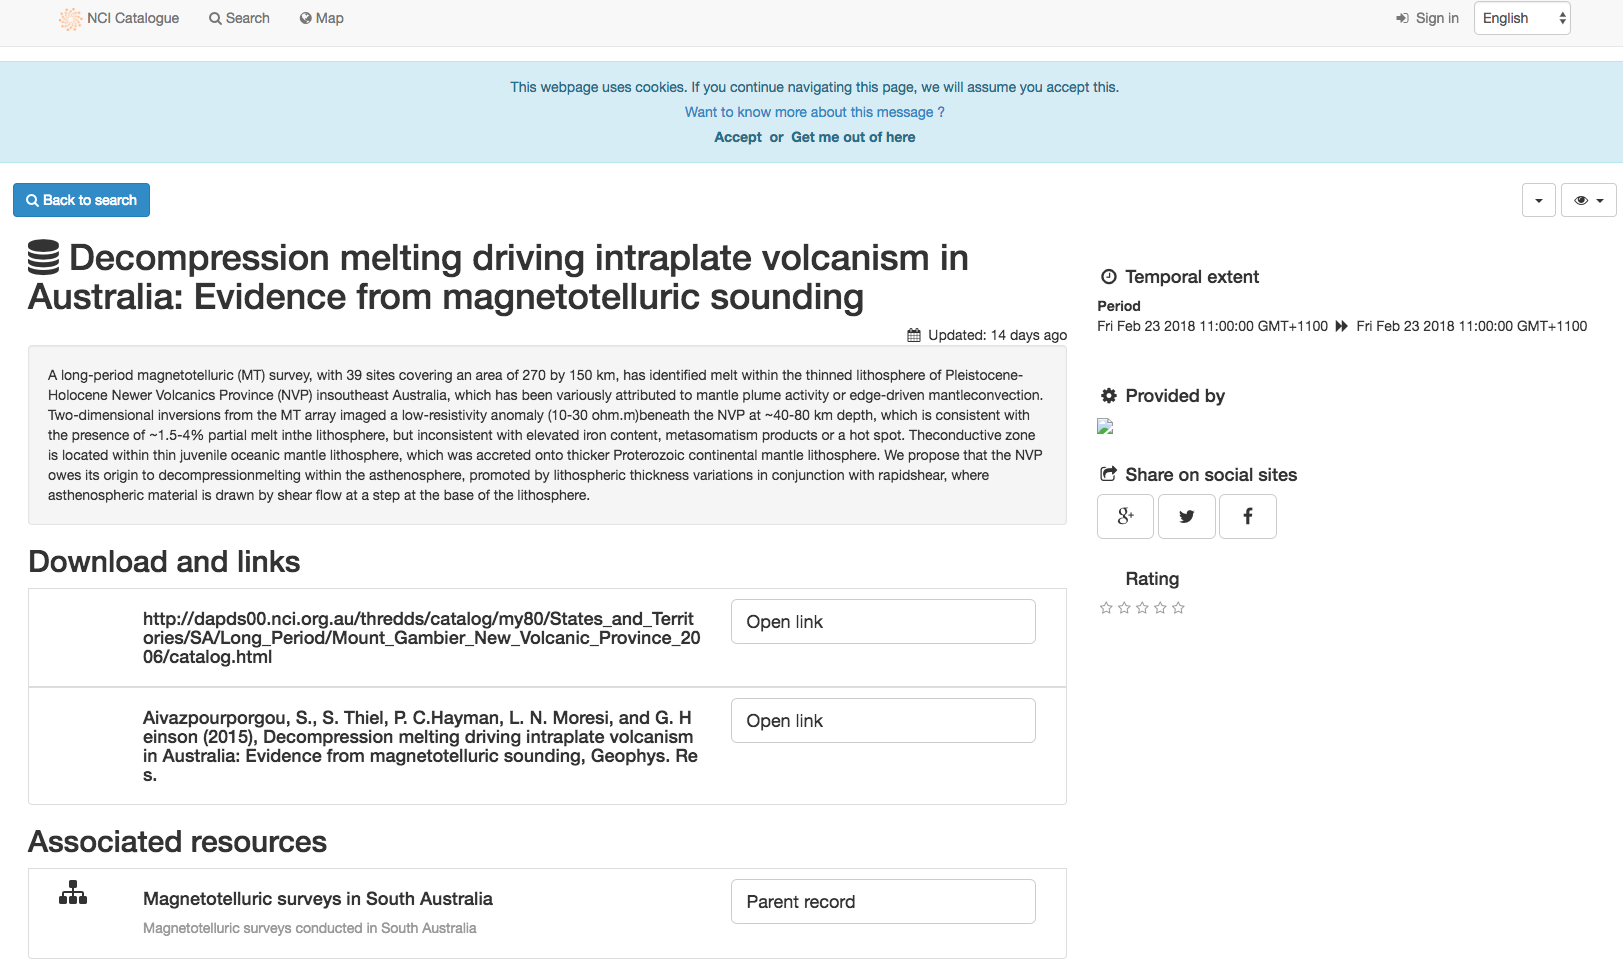 NCI Catalogue
Search
Map
Sign in
English
This webpage uses cookies. If you continue navigating this page, we will assume you accept this.
Want to know more about this message ?
Accept or Get me out of here
Back to search
Decompression melting driving intraplate volcanism in
Australia: Evidence from magnetotelluric sounding
Updated: 14 days ago
A long-period magnetotelluric (MT) survey, with 39 sites covering an area of 270 by 150 km, has identified melt within the thinned lithosphere of Pleistocene-
Holocene Newer Volcanics Province (NVP) insoutheast Australia, which has been variously attributed to mantle plume activity or edge-driven mantleconvection.
Two-dimensional inversions from the MT array imaged a low-resistivity anomaly (10-30 ohm.m)beneath the NVP at ~40-80 km depth, which is consistent with
the presence of ~1.5-4% partial melt inthe lithosphere, but inconsistent with elevated iron content, metasomatism products or a hot spot. Theconductive zone
is located within thin juvenile oceanic mantle lithosphere, which was accreted onto thicker Proterozoic continental mantle lithosphere. We propose that the NVP
owes its origin to decompressionmelting within the asthenosphere, promoted by lithospheric thickness variations in conjunction with rapidshear, where
asthenospheric material is drawn by shear flow at a step at the base of the lithosphere.
Download and links
http://dapds00.nci.org.au/thredds/catalog/my80/States_and_Territ
ories/SA/Long_Period/Mount_Gambier_New_Volcanic_Province_20
06/catalog.html
Open link
Aivazpourporgou, S., S. Thiel, P. C.Hayman, L. N. Moresi, and G. H
einson (2015), Decompression melting driving intraplate volcanism
in Australia: Evidence from magnetotelluric sounding, Geophys. Re
s.
Open link
Associated resources
Magnetotelluric surveys in South Australia
Magnetotelluric surveys conducted in South Australia
Parent record
Temporal extent
Period
Fri Feb 23 2018 11:00:00 GMT+1100 Fri Feb 23 2018 11:00:00 GMT+1100
Provided by
Share on social sites
Rating